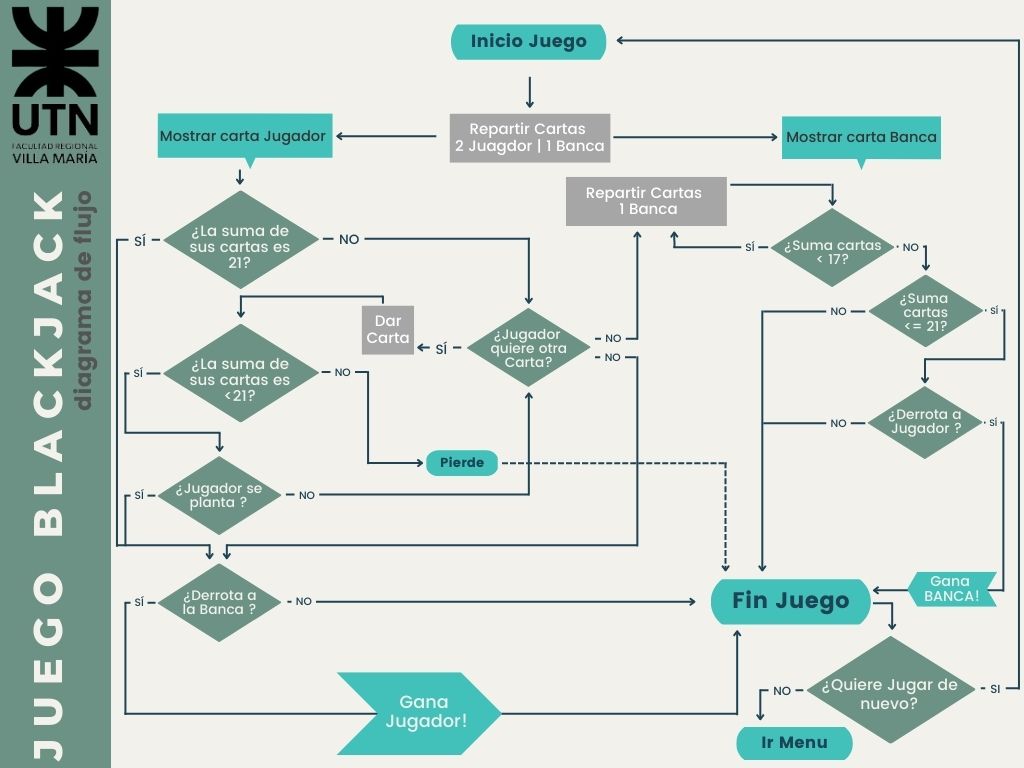 UTN
FACULTAD REGIONAL
VILLA MARÍA
JUEGO BLACKJACK
diagrama de flujo
Inicio Juego
Mostrar carta Jugador
Repartir Cartas
2 Juagdor | 1 Banca
Mostrar carta Banca
Repartir Cartas
1 Banca
¿La suma de
sus cartas es
21?
SÍ
NO
¿Suma cartas
< 17?
SÍ
NO
¿Suma
cartas
<= 21?
NO
SÍ
Dar
Carta
SÍ
¿Jugador
quiere otra
Carta?
NO
NO
¿La suma de
sus cartas es
<21?
SÍ
NO
¿Derrota a
Jugador ?
NO
SÍ
Pierde
¿Jugador se
planta ?
SÍ
NO
¿Derrota a
la Banca ?
SÍ
NO
Fin Juego
Gana
BANCA!
Gana
Jugador!
¿Quiere Jugar de
nuevo?
NO
SI
Ir Menu